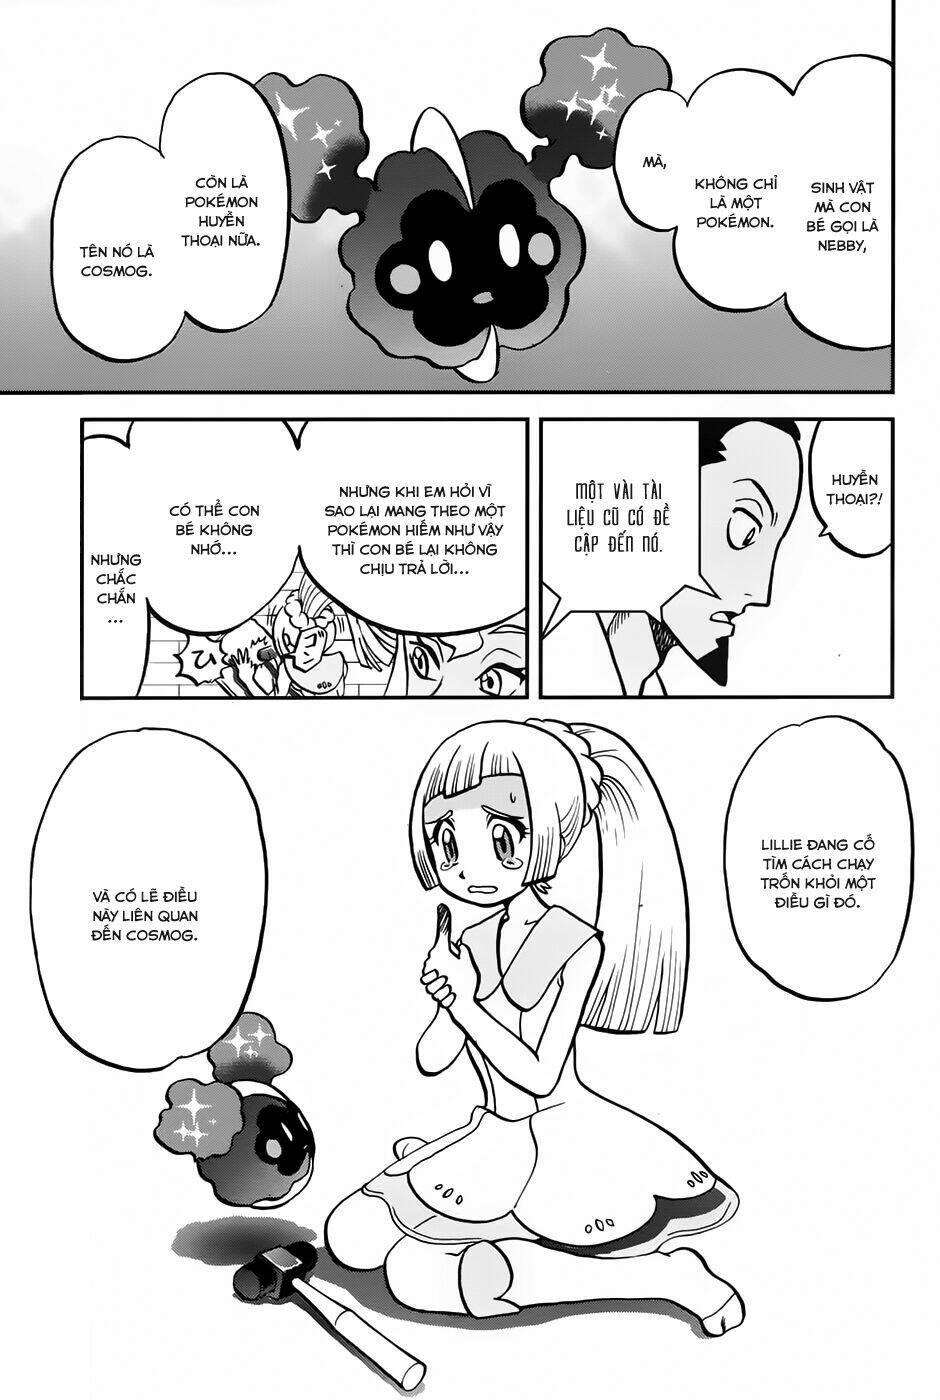 SINH VẬT
MÀ CON
BÉ GỌI LÀ
NEBBY,
KHÔNG CHỈ
LÀ MỘT
POKÉMON.
MÀ,
CÒN LÀ
POKÉMON
HUYỀN
THOẠI NỮA.
TÊN NÓ LÀ
COSMOG.
HUYỀN
THOẠI?!
MỘT VÀI TÀI
LIỆU CŨ CÓ ĐỀ
CẬP ĐẾN NÓ.
NHƯNG KHI EM HỎI VÌ
SAO LẠI MANG THEO MỘT
POKÉMON HIẾM NHƯ VẬY
THÌ CON BÉ LẠI KHÔNG
CHỊU TRẢ LỜI...
CÓ THỂ CON
BÉ KHÔNG
NHỚ...
NHƯNG
CHẮC
CHẮN
...
LILLIE ĐANG CỐ
TÌM CÁCH CHẠY
TRỐN KHỎI MỘT
ĐIỀU GÌ ĐÓ.
VÀ CÓ LẼ ĐIỀU
NÀY LIÊN QUAN
ĐẾN COSMOG.